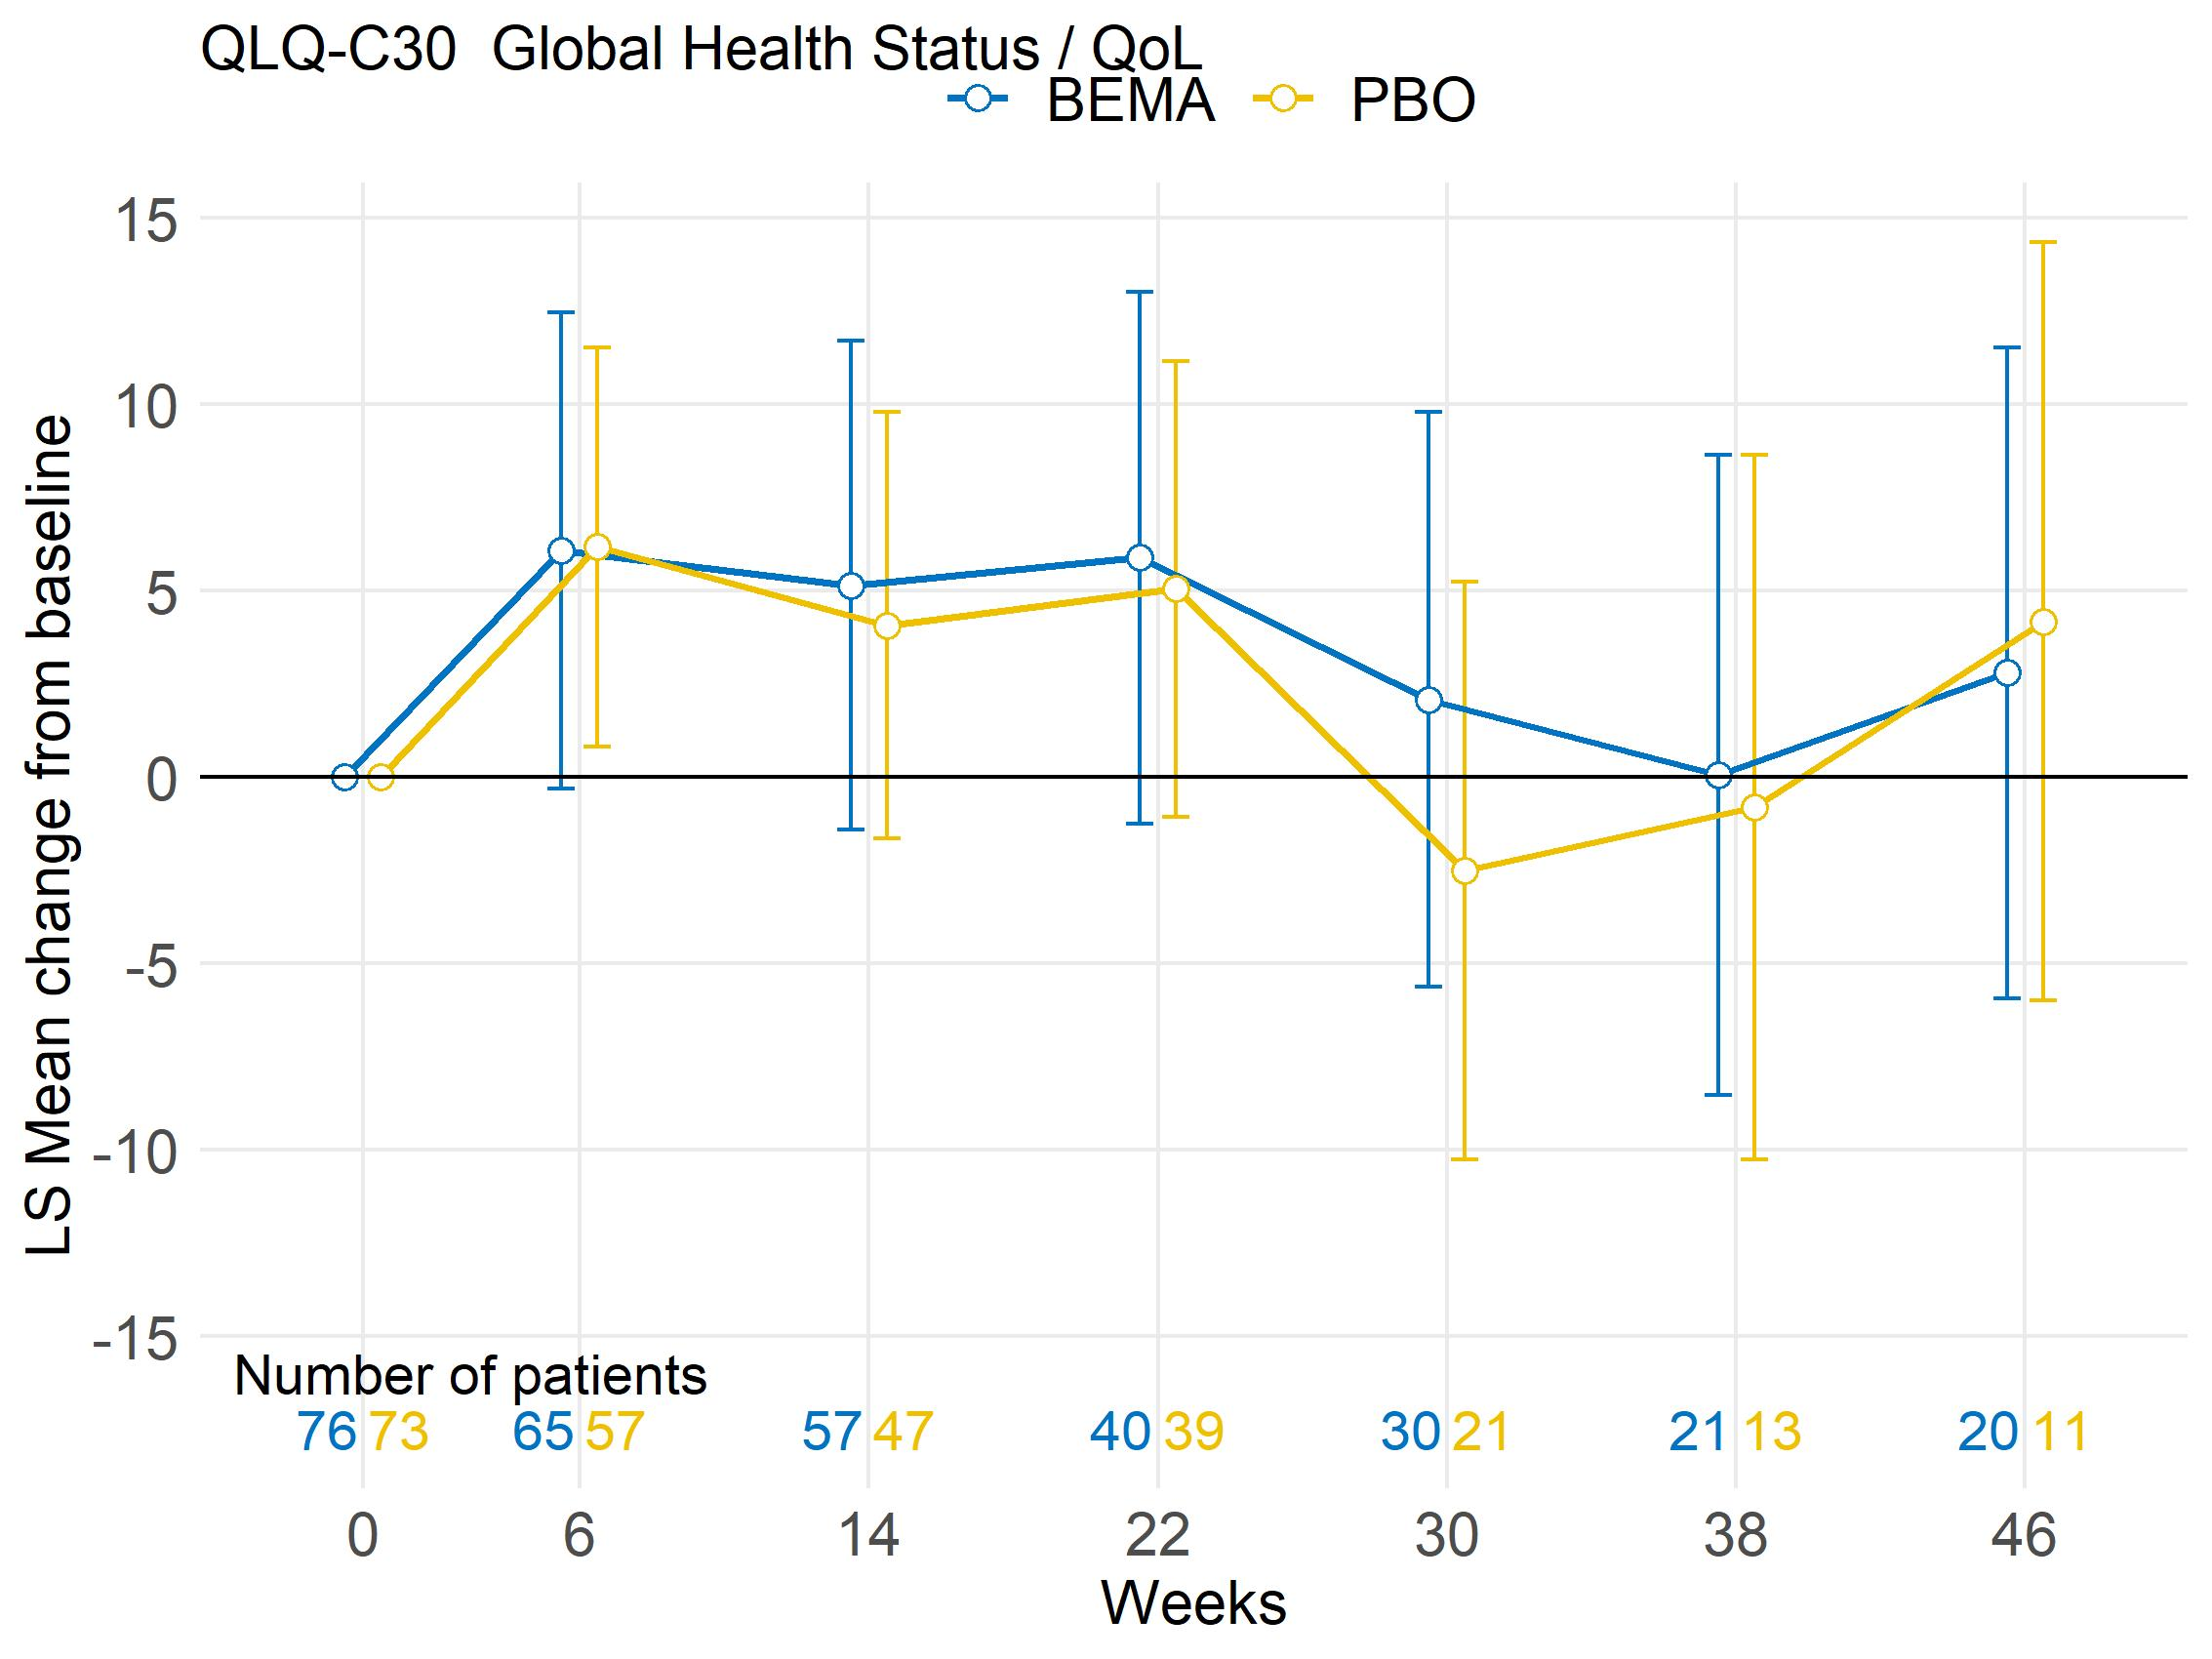 QLQ-C30  Global Health Status / QoL
BEMA PBO
15
10
5
0
-5
-10
-15
LS Mean change from baseline
Number of patients
76 73 65 57 57 47 40 39 30 21 21 13 20 11
0 6 14 22 30 38 46
Weeks